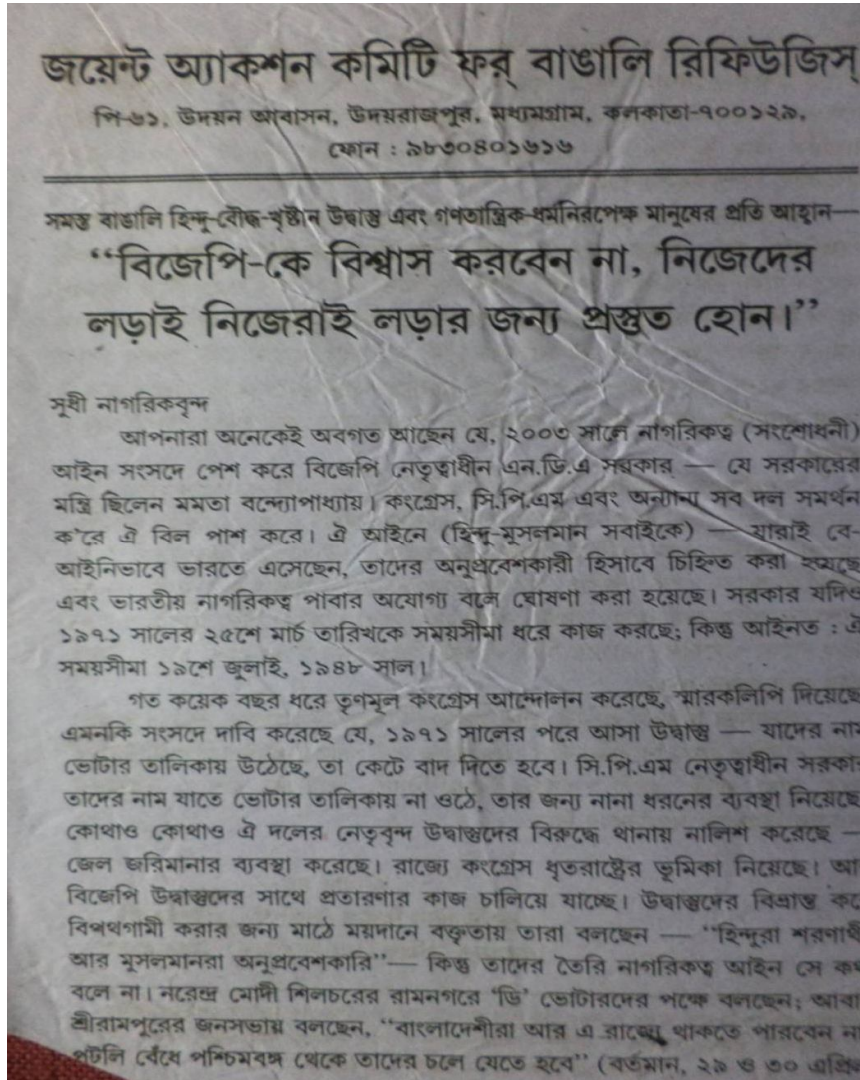 জয়েন্ট অ্যাকশন কমিটি ফর্ বাঙালি রিফিউজিস্
পি-৬১, উদয়ন আবাসন, উদয়রাজপুর, মধ্যমগ্রাম, কলকাতা-৭০০১২৯,
ফোন : ৯৮৩০৪০১৬১৬
সমস্ত বাঙালি হিন্দু-বৌদ্ধ-খৃষ্টান উদ্বাস্তু এবং গণতান্ত্রিক-ধর্মনিরপেক্ষ মানুষের প্রতি আহ্বান—
“বিজেপি-কে বিশ্বাস করবেন না, নিজেদের
লড়াই নিজেরাই লড়ার জন্য প্রস্তুত হোন।”
সুধী নাগরিকবৃন্দ
আপনারা অনেকেই অবগত আছেন যে, ২০০৩ সালে নাগরিকত্ব (সংশোধনী)
আইন সংসদে পেশ করে বিজেপি নেতৃত্বাধীন এন.ডি.এ সরকার — যে সরকারের
মন্ত্রি ছিলেন মমতা বন্দ্যোপাধ্যায়। কংগ্রেস, সি.পি.এম এবং অন্যান্য সব দল সমর্থন
ক'রে ঐ বিল পাশ করে। ঐ আইনে (হিন্দু-মুসলমান সবাইকে) — যারাই বে-
আইনিভাবে ভারতে এসেছেন, তাদের অনুপ্রবেশকারী হিসাবে চিহ্নিত করা হয়েছে
এবং ভারতীয় নাগরিকত্ব পাবার অযোগ্য বলে ঘোষণা করা হয়েছে। সরকার যদিও
১৯৭১ সালের ২৫শে মার্চ তারিখকে সময়সীমা ধরে কাজ করছে; কিন্তু আইনত : ঐ
সময়সীমা ১৯শে জুলাই, ১৯৪৮ সাল।
গত কয়েক বছর ধরে তৃণমূল কংগ্রেস আন্দোলন করেছে, স্মারকলিপি দিয়েছে
এমনকি সংসদে দাবি করেছে যে, ১৯৭১ সালের পরে আসা উদ্বাস্তু — যাদের নাম
ভোটার তালিকায় উঠেছে, তা কেটে বাদ দিতে হবে। সি.পি.এম নেতৃত্বাধীন
তাদের নাম যাতে ভোটার তালিকায় না ওঠে, তার জন্য নানা ধরনের ব্যবস্থা নিয়েছে
কোথাও কোথাও ঐ দলের নেতৃবৃন্দ উদ্বাস্তুদের বিরুদ্ধে থানায় নালিশ করেছে —
জেল জরিমানার ব্যবস্থা করেছে। রাজ্যে কংগ্রেস ধৃতরাষ্ট্রের ভূমিকা নিয়েছে।
বিজেপি উদ্বাস্তুদের সাথে প্রতারণার কাজ চালিয়ে যাচ্ছে। উদ্বাস্তুদের বিভ্রান্ত
বিপথগামী করার জন্য মাঠে ময়দানে বক্তৃতায় তারা বলছেন — “হিন্দুরা
আর মুসলমানরা অনুপ্রবেশকারি”— কিন্তু তাদের তৈরি নাগরিকত্ব আইন সে
বলে না। নরেন্দ্র মোদী শিলচরের রামনগরে ‘ডি’ ভোটারদের পক্ষে বলছেন;
শ্রীরামপুরের জনসভায় বলছেন, “বাংলাদেশীরা আর এ রাজ্যে থাকতে পারবেন
পটলি বেঁধে পশ্চিমবঙ্গ থেকে তাদের চলে যেতে হবে” (বর্তমান, ২৯ ও ৩০